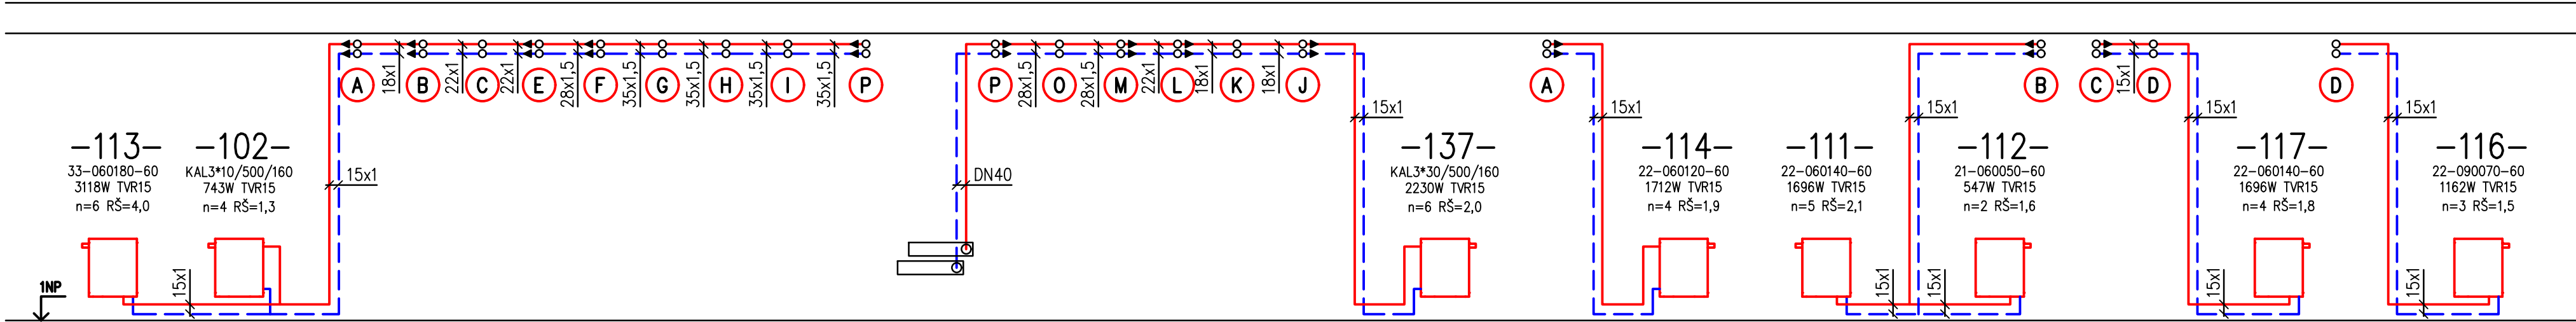 18x1
22x1
22x1
28x1,5
35x1,5
35x1,5
35x1,5
35x1,5
28x1,5
28x1,5
22x1
18x1
18x1
15x1
A
B
C
E
F
G
H
I
P
P
O
M
L
K
J
A
B
C
D
D
15x1
15x1
15x1
15x1
15x1
-113-
33-060180-60
3118W TVR15
n=6 RŠ=4,0
-102-
KAL3*10/500/160
743W TVR15
n=4 RŠ=1,3
15x1
DN40
-137-
KAL3*30/500/160
2230W TVR15
n=6 RŠ=2,0
-114-
22-060120-60
1712W TVR15
n=4 RŠ=1,9
-111-
22-060140-60
1696W TVR15
n=5 RŠ=2,1
-112-
21-060050-60
547W TVR15
n=2 RŠ=1,6
-117-
22-060140-60
1696W TVR15
n=4 RŠ=1,8
-116-
22-090070-60
1162W TVR15
n=3 RŠ=1,5
1NP
15x1
15x1
15x1
15x1
15x1